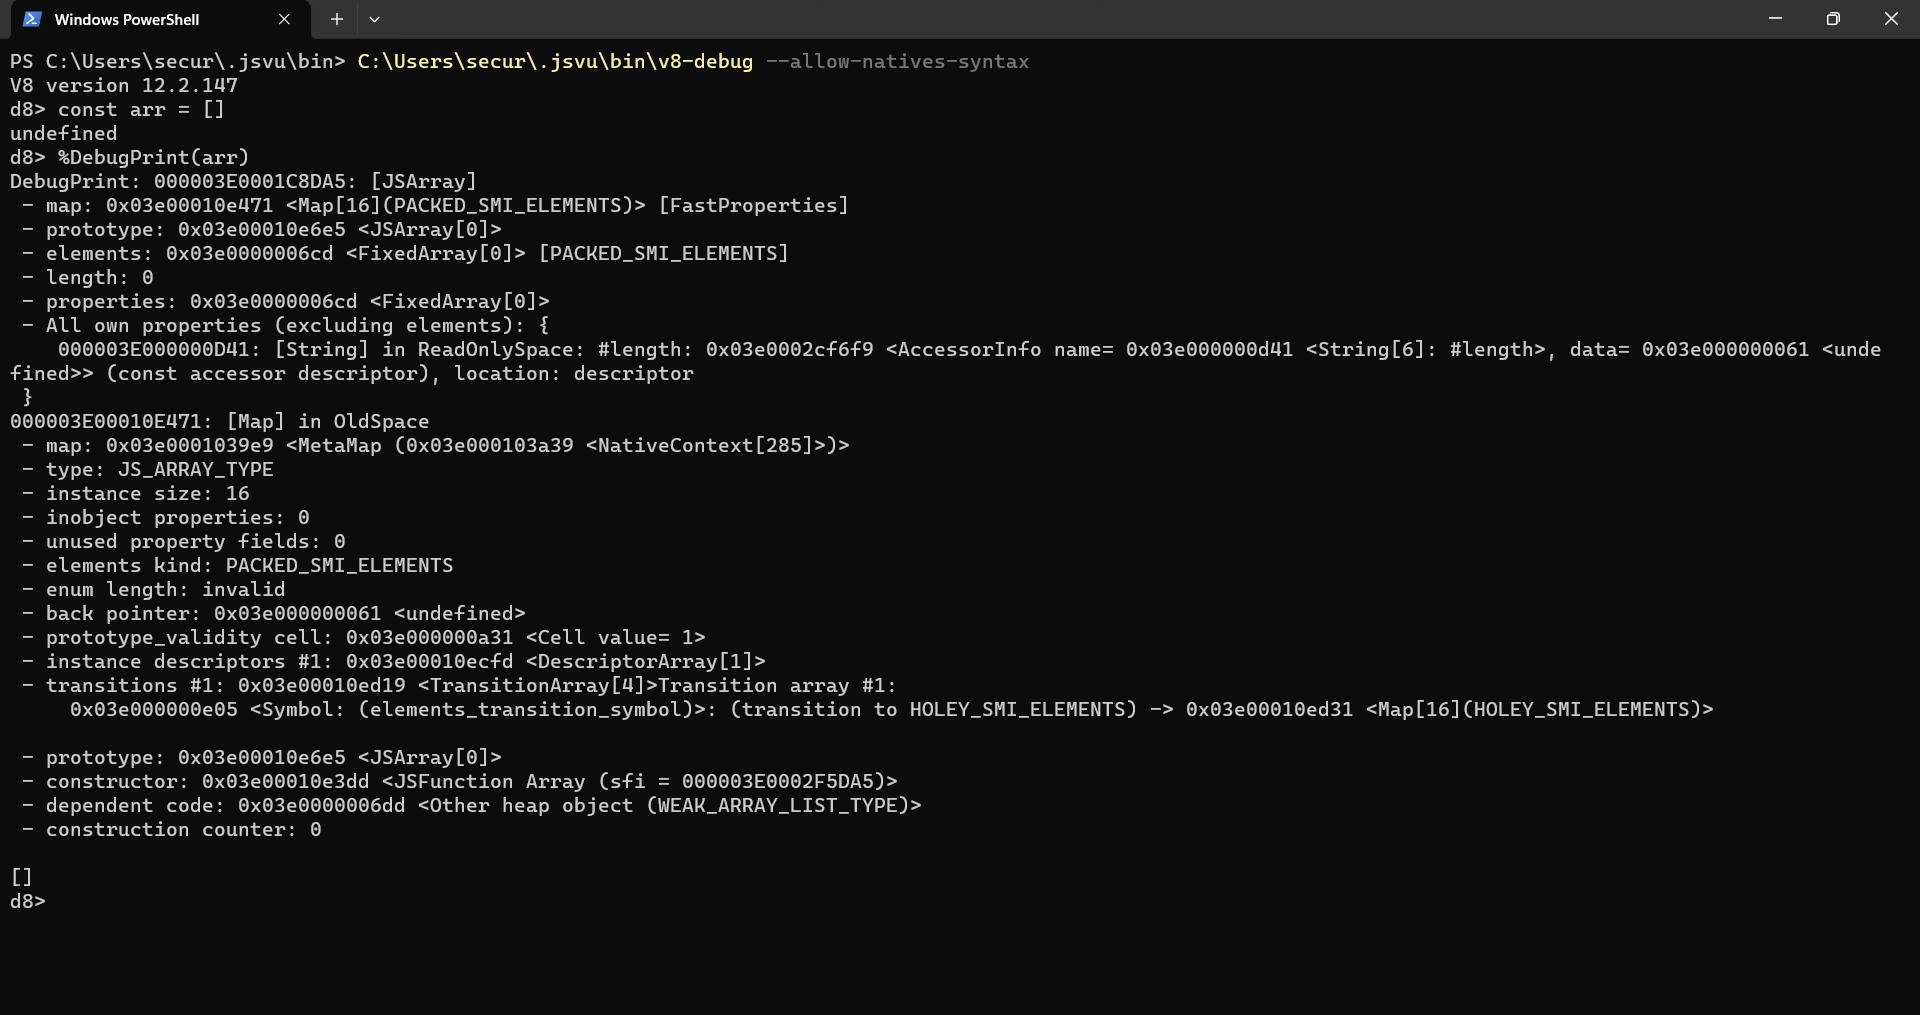 Windows PowerShell
PS C:\Users\secur\.jsvu\bin> C:\Users\secur\.jsvu\bin\v8-debug --allow-natives-syntax
V8 version 12.2.147
d8> const arr = []
undefined
d8> %DebugPrint(arr)
DebugPrint: 000003E0001C8DA5: [JSArray]
 - map: 0x03e00010e471 <Map[16](PACKED_SMI_ELEMENTS)> [FastProperties]
 - prototype: 0x03e00010e6e5 <JSArray[0]>
 - elements: 0x03e0000006cd <FixedArray[0]> [PACKED_SMI_ELEMENTS]
 - length: 0
 - properties: 0x03e0000006cd <FixedArray[0]>
 - All own properties (excluding elements): {
    000003E000000D41: [String] in ReadOnlySpace: #length: 0x03e0002cf6f9 <AccessorInfo name= 0x03e000000d41 <String[6]: #length>, data= 0x03e000000061 <unde
fined>> (const accessor descriptor), location: descriptor
 }
000003E00010E471: [Map] in OldSpace
 - map: 0x03e0001039e9 <MetaMap (0x03e000103a39 <NativeContext[285]>)>
 - type: JS_ARRAY_TYPE
 - instance size: 16
 - inobject properties: 0
 - unused property fields: 0
 - elements kind: PACKED_SMI_ELEMENTS
 - enum length: invalid
 - back pointer: 0x03e000000061 <undefined>
 - prototype_validity cell: 0x03e000000a31 <Cell value= 1>
 - instance descriptors #1: 0x03e00010ecfd <DescriptorArray[1]>
 - transitions #1: 0x03e00010ed19 <TransitionArray[4]>Transition array #1:
     0x03e000000e05 <Symbol: (elements_transition_symbol)>: (transition to HOLEY_SMI_ELEMENTS) -> 0x03e00010ed31 <Map[16](HOLEY_SMI_ELEMENTS)>
 - prototype: 0x03e00010e6e5 <JSArray[0]>
 - constructor: 0x03e00010e3dd <JSFunction Array (sfi = 000003E0002F5DA5)>
 - dependent code: 0x03e0000006dd <Other heap object (WEAK_ARRAY_LIST_TYPE)>
 - construction counter: 0
[]
d8>